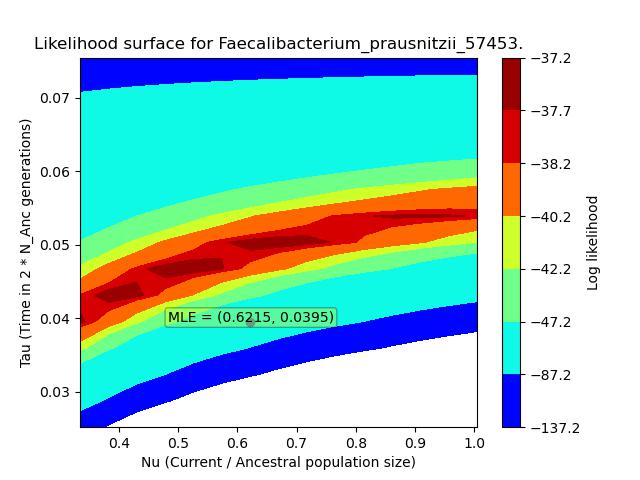 Likelihood surface for Faecalibacterium_prausnitzii_57453.
Tau (Time in 2 * N_Anc generations)
0.07
0.06
0.05
0.04
0.03
MLE = (0.6215, 0.0395)
0.4 0.5 0.6 0.7 0.8 0.9 1.0
Nu (Current / Ancestral population size)
−37.2
−37.7
−38.2
−40.2
−42.2
−47.2
−87.2
−137.2
Log likelihood